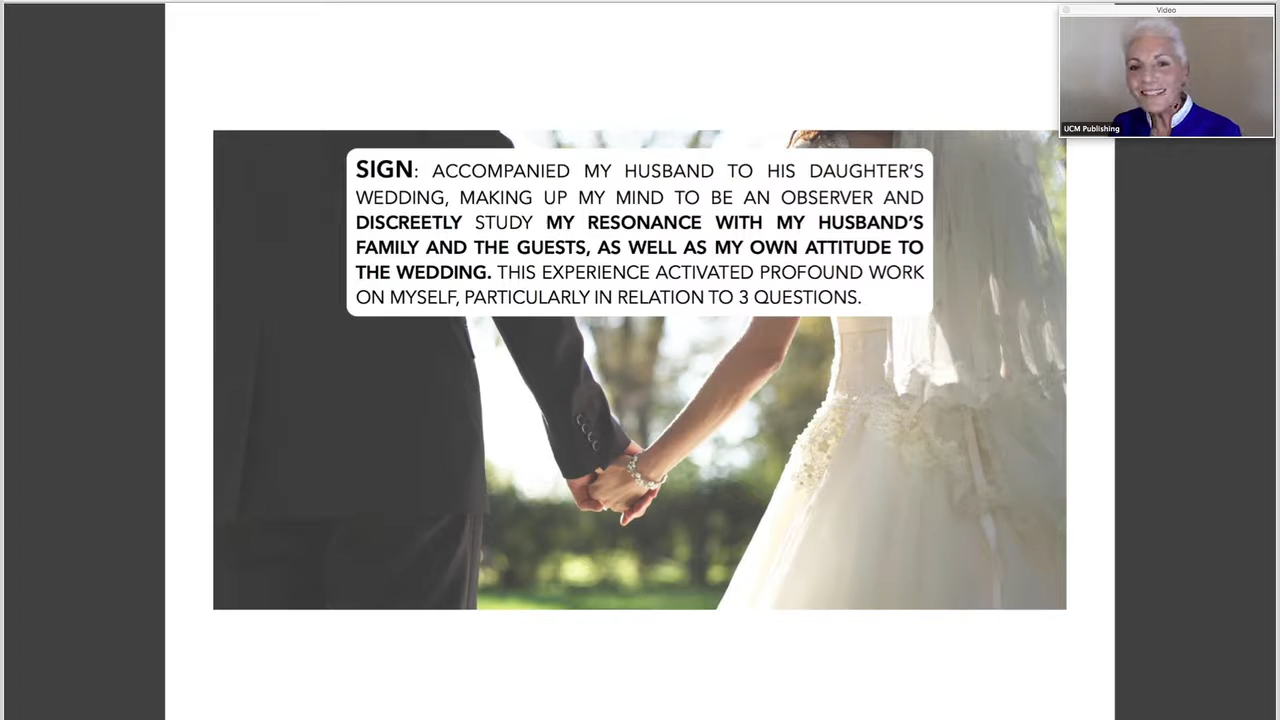 Video
UCM Publishing
SIGN: ACCOMPANIED MY HUSBAND TO HIS DAUGHTER'S
WEDDING, MAKING UP MY MIND TO BE AN OBSERVER AND
DISCREETLY STUDY MY RESONANCE WITH MY HUSBAND'S
FAMILY AND THE GUESTS, AS WELL AS MY OWN ATTITUDE TO
THE WEDDING. THIS EXPERIENCE ACTIVATED PROFOUND WORK
ON MYSELF, PARTICULARLY IN RELATION TO 3 QUESTIONS.